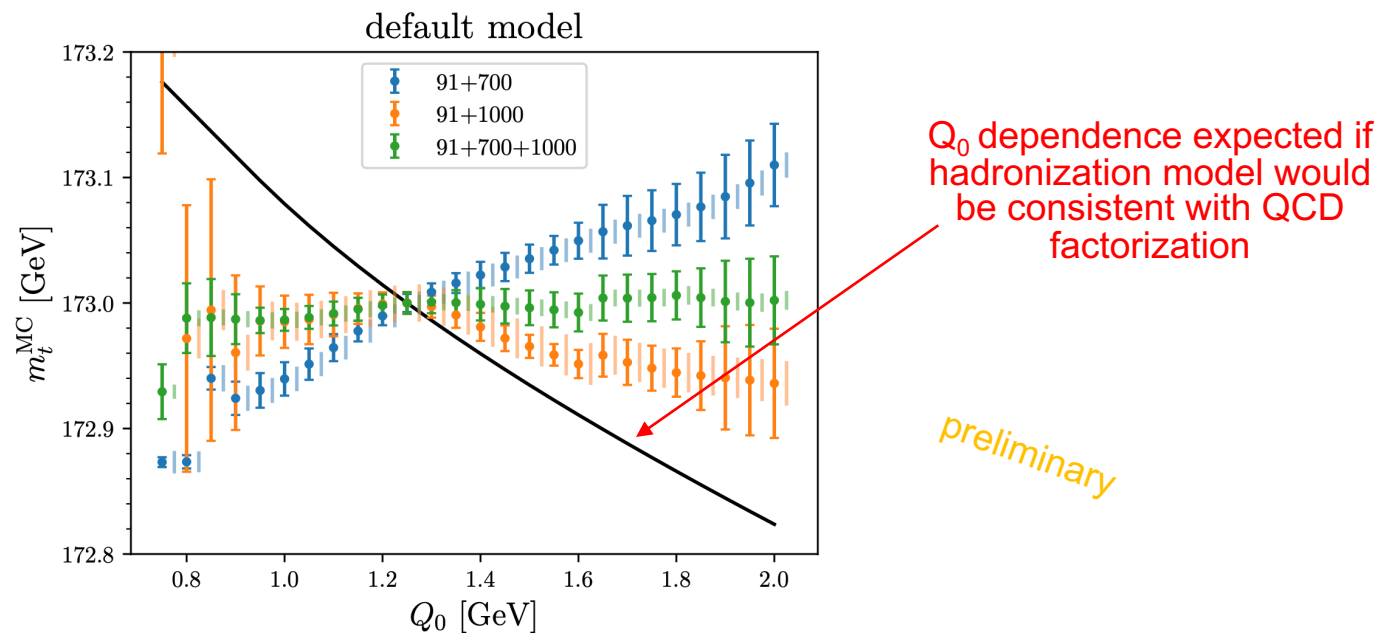 default model
173.2
173.1
173.0
172.9
172.8
m_t^MC [GeV]
91+700
91+1000
91+700+1000
0.8 1.0 1.2 1.4 1.6 1.8 2.0
Q₀ [GeV]
Q₀ dependence expected if
hadronization model would
be consistent with QCD
factorization
preliminary